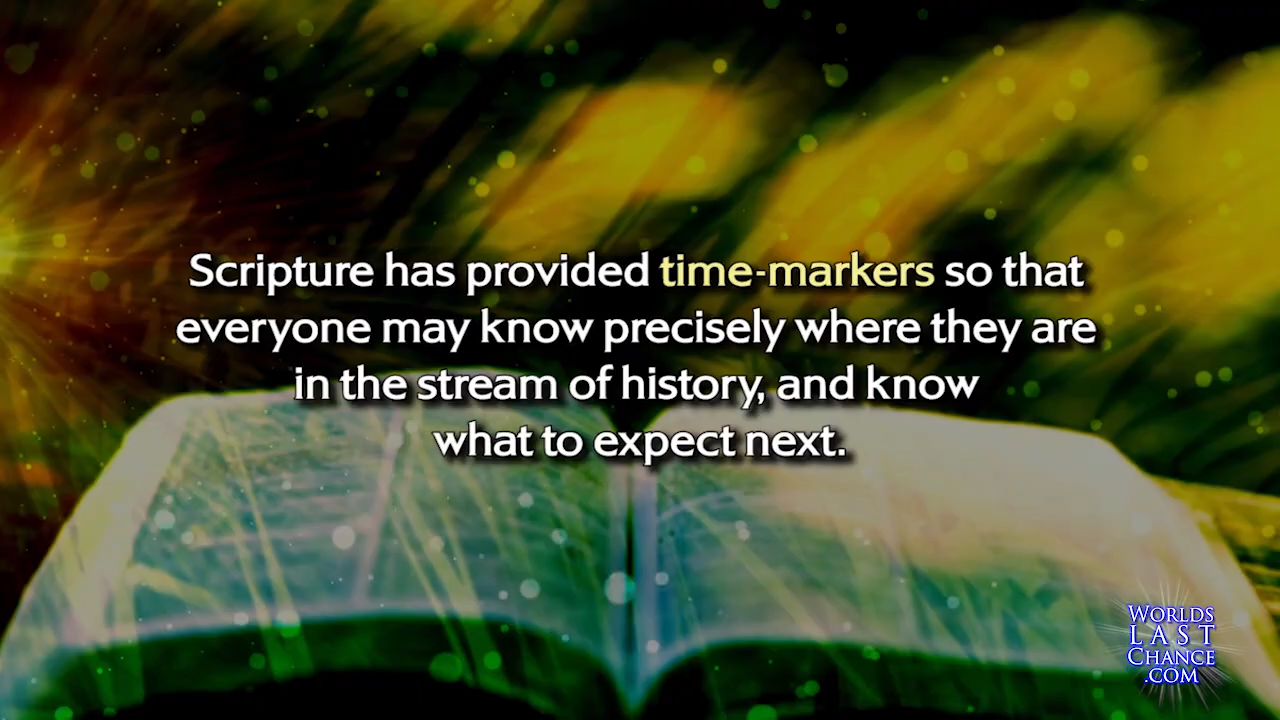 Scripture has provided time-markers so that
everyone may know precisely where they are
in the stream of history, and know
what to expect next.
WORLDS
LAST
CHANCE
.COM